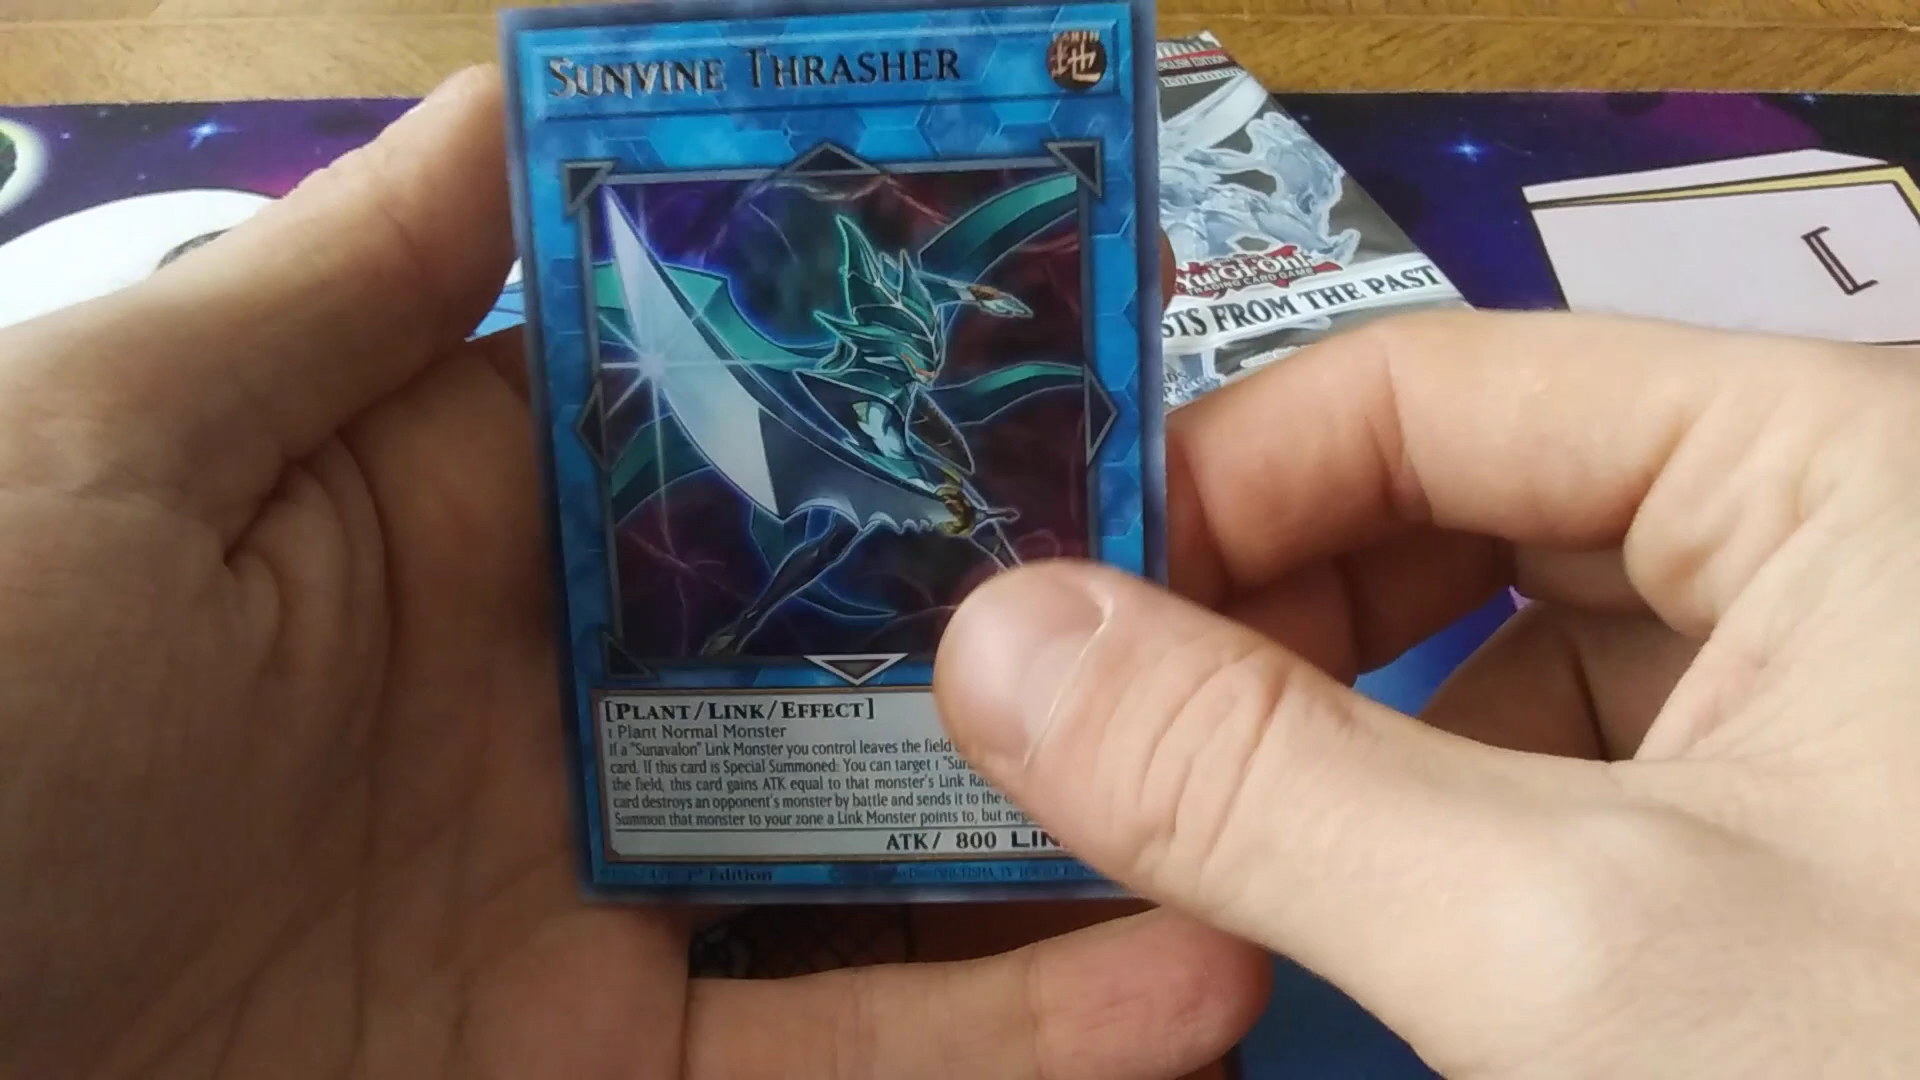 SUNVINE THRASHER
EARTH
地
EDITION
Yu-Gi-Oh!
TRADING CARD GAME
STS FROM THE PAST
[PLANT/LINK/EFFECT]
1 Plant Normal Monster
If a "Sunavalon" Link Monster you control leaves the field
card. If this card is Special Summoned: You can target 1
the field, this card gains ATK equal to that monster's Link
card destroys an opponent's monster by battle and sends it to the
Summon that monster to your zone a Link Monster points to, but
ATK/ 800 LIN
1st Edition